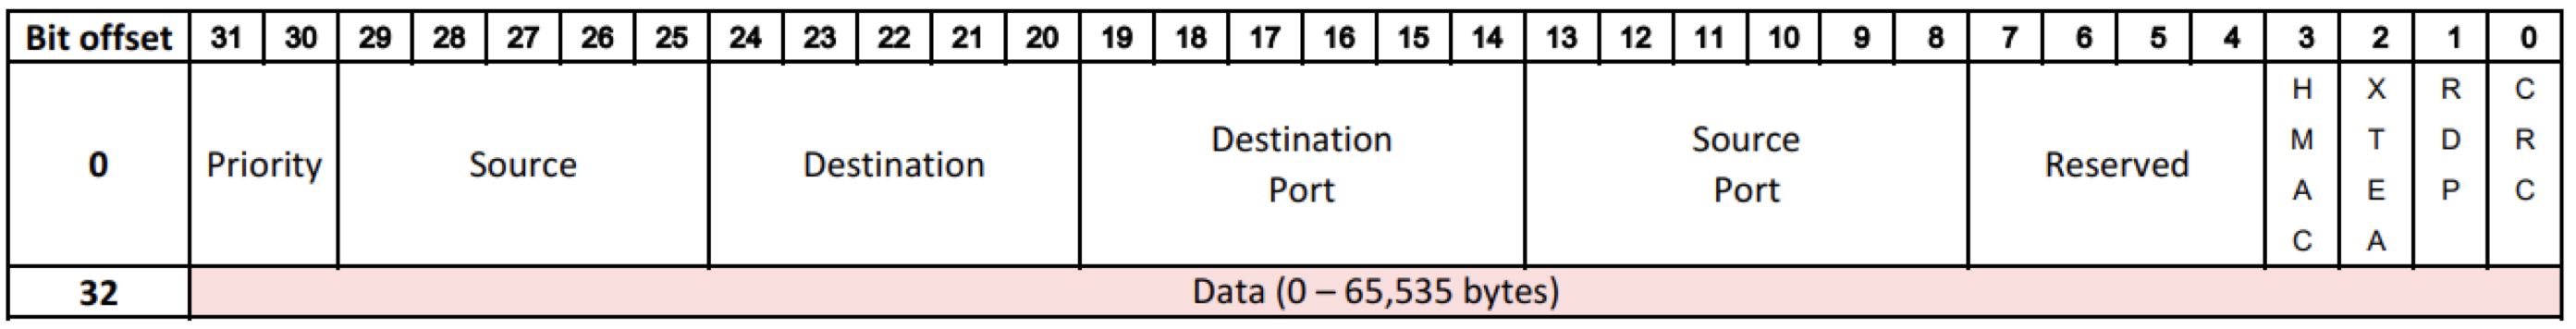 Bit offset 31 30 29 28 27 26 25 24 23 22 21 20 19 18 17 16 15 14 13 12 11 10 9 8 7 6 5 4 3 2 1 0
0 Priority Source Destination Destination Port Source Port Reserved HMAC XTEA RDP CRC
32 Data (0 – 65,535 bytes)